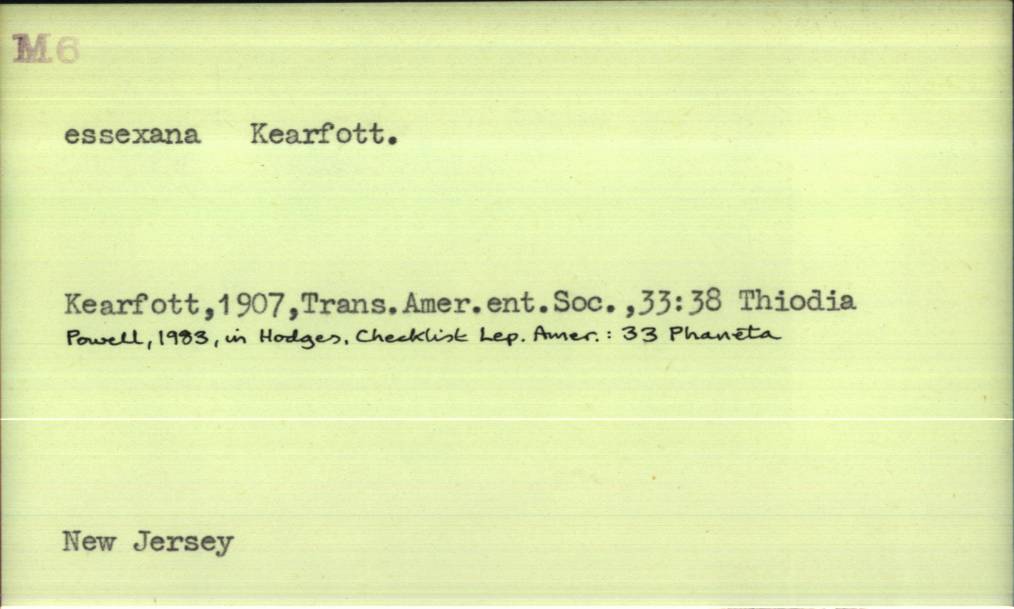 M6
essexana Kearfott.
Kearfott,1907,Trans.Amer.ent.Soc.,33:38 Thiodia
Powell, 1983, in Hodges, Checklist Lep. Amer.: 33 Phaneta
New Jersey